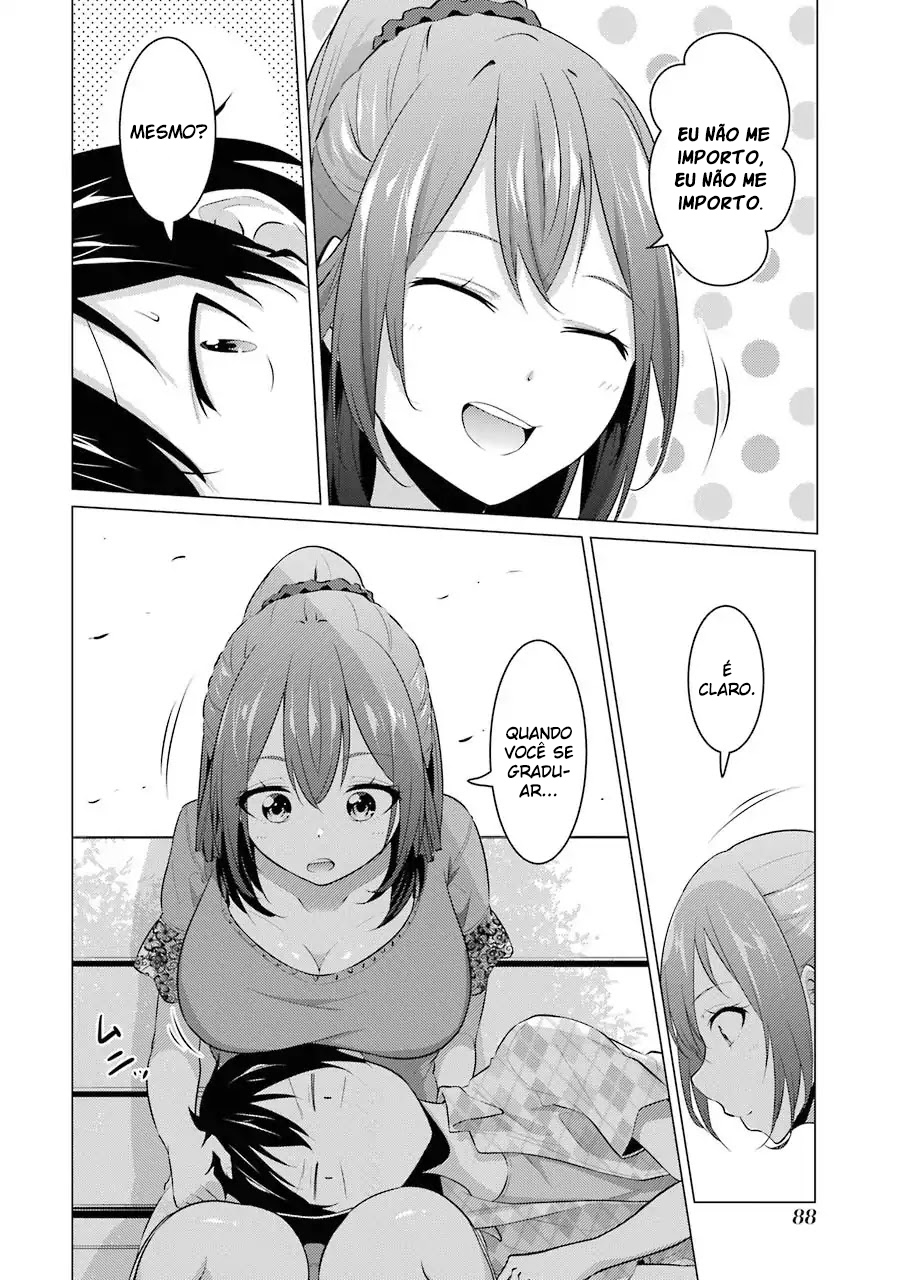 EU NÃO ME
IMPORTO,
EU NÃO ME
IMPORTO.
MESMO?
É
CLARO.
QUANDO
VOCÊ SE
GRADU-
AR...
ムニッ
88